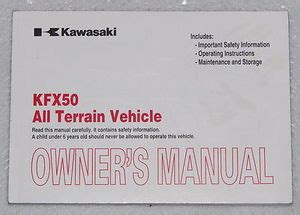 Kawasaki
Includes:
- Important Safety Information
- Operating Instructions
- Maintenance and Storage
KFX50
All Terrain Vehicle
Read this manual carefully. It contains safety information.
A child under 6 years old should never be allowed to operate this vehicle.
OWNER'S MANUAL